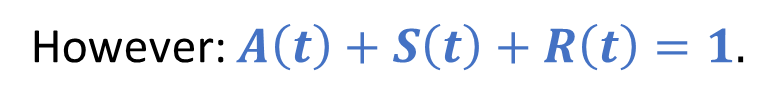 However: A(t) + S(t) + R(t) = 1.